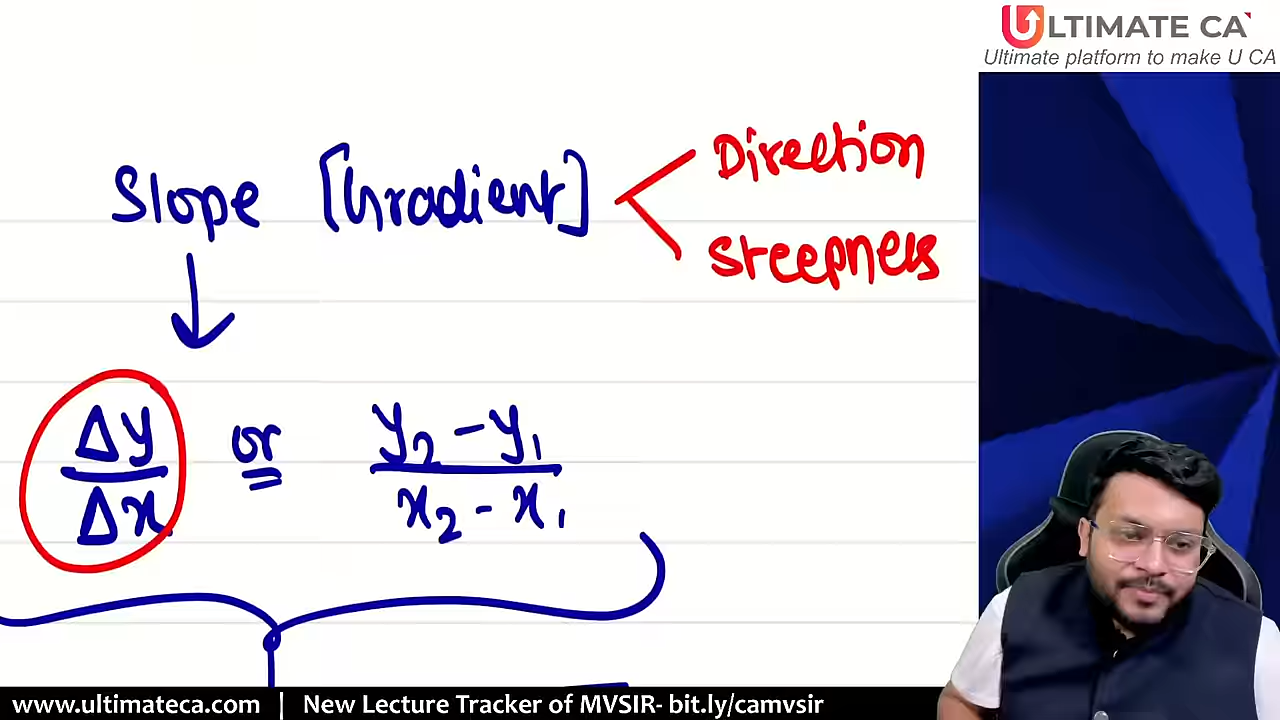 ULTIMATE CA
Ultimate platform to make U CA
Slope [Gradient]
Direction
Steepness
Δy
Δx
or
y2 - y1
x2 - x1
www.ultimateca.com | New Lecture Tracker of MVSIR- bit.ly/camvsir